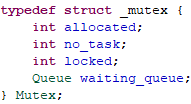 typedef struct _mutex {
    int allocated;
    int no_task;
    int locked;
    Queue waiting_queue;
} Mutex;